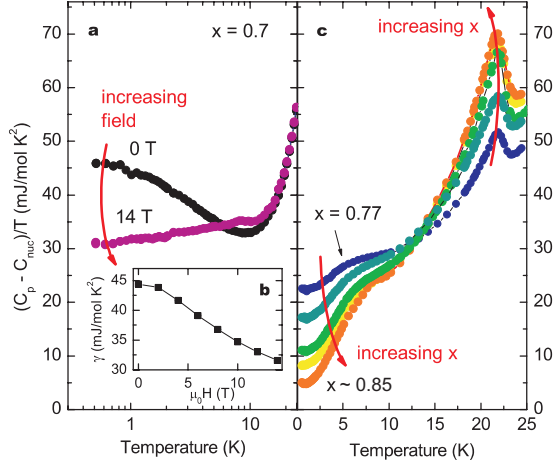 a
x = 0.7
increasing
field
0 T
14 T
(Cp - Cnuc)/T (mJ/mol K²)
0
10
20
30
40
50
60
70
1
10
Temperature (K)
b
γ (mJ/mol K²)
30
35
40
45
0
5
10
μ₀H (T)
c
increasing x
x = 0.77
increasing x
x ~ 0.85
0
5
10
15
20
25
Temperature (K)